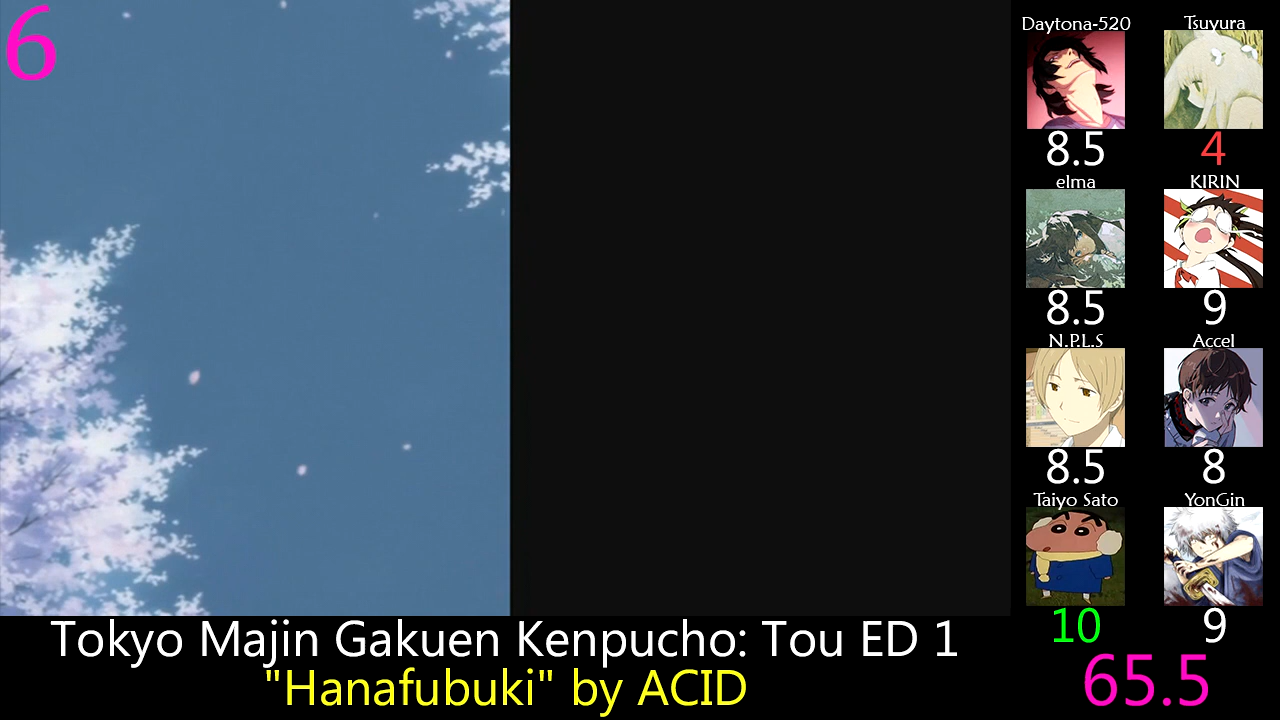 6
Daytona-520
Tsuyura
8.5
4
elma
KIRIN
8.5
9
N.P.L.S
Accel
8.5
8
Taiyo Sato
YonGin
10
9
Tokyo Majin Gakuen Kenpucho: Tou ED 1
"Hanafubuki" by ACID
65.5